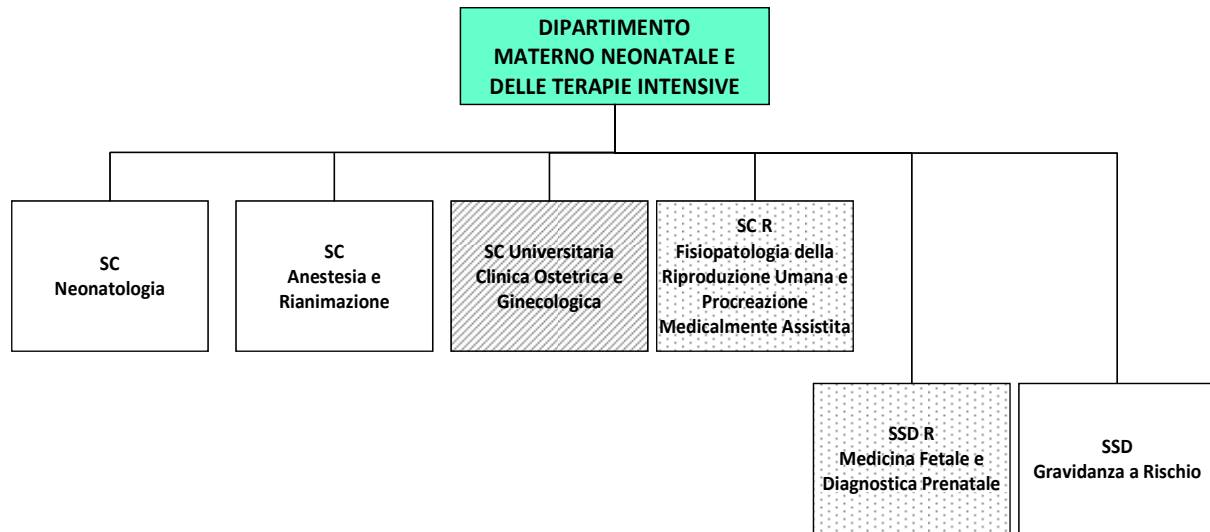 DIPARTIMENTO
MATERNO NEONATALE E
DELLE TERAPIE INTENSIVE
SC
Neonatologia
SC
Anestesia e
Rianimazione
SC Universitaria
Clinica Ostetrica e
Ginecologica
SC R
Fisiopatologia della
Riproduzione Umana e
Procreazione
Medicalmente Assistita
SSD R
Medicina Fetale e
Diagnostica Prenatale
SSD
Gravidanza a Rischio